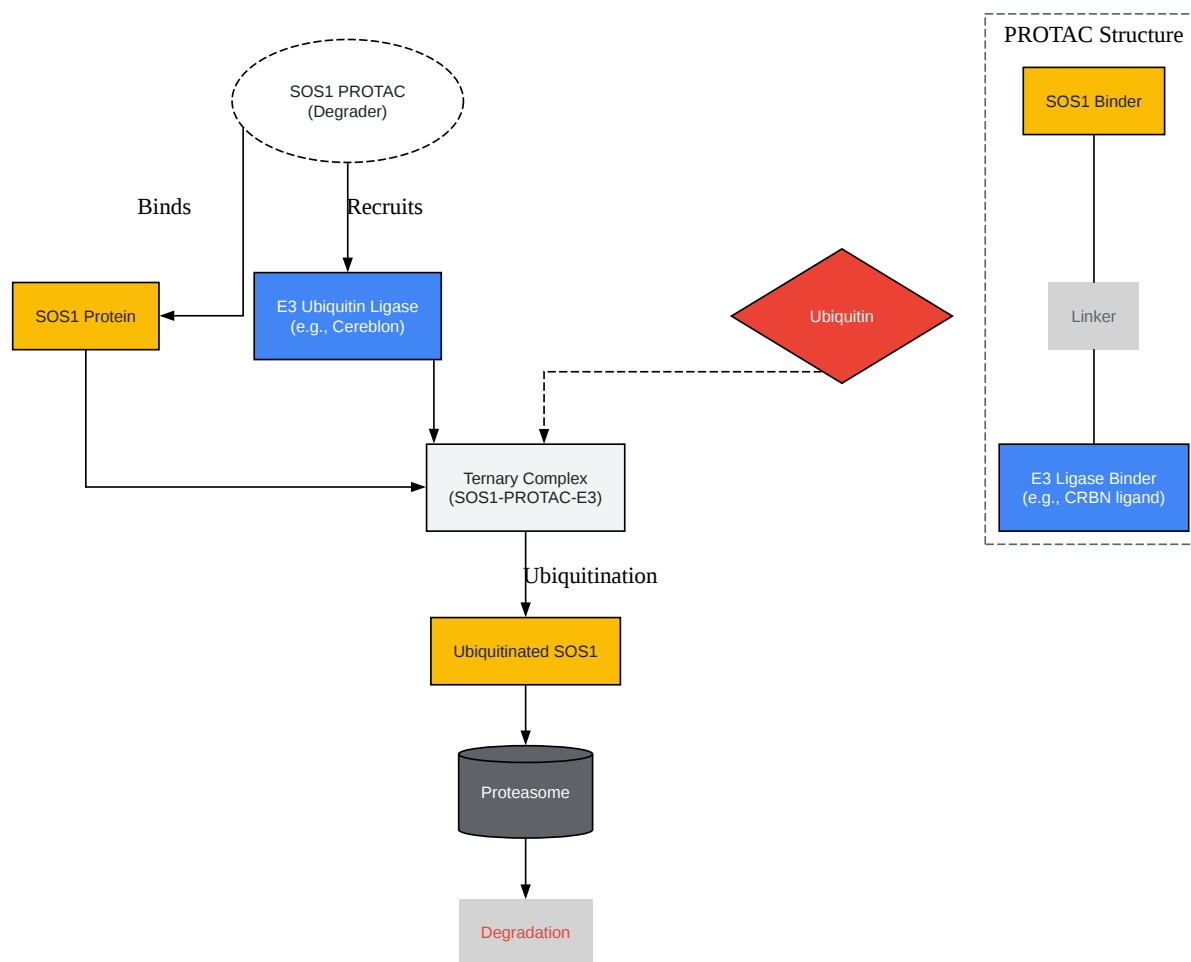 PROTAC Structure
SOS1 PROTAC
(Degrader)
SOS1 Binder
Binds
Recruits
SOS1 Protein
E3 Ubiquitin Ligase
(e.g., Cereblon)
Ubiquitin
Linker
Ternary Complex
(SOS1-PROTAC-E3)
E3 Ligase Binder
(e.g., CRBN ligand)
Ubiquitination
Ubiquitinated SOS1
Proteasome
Degradation